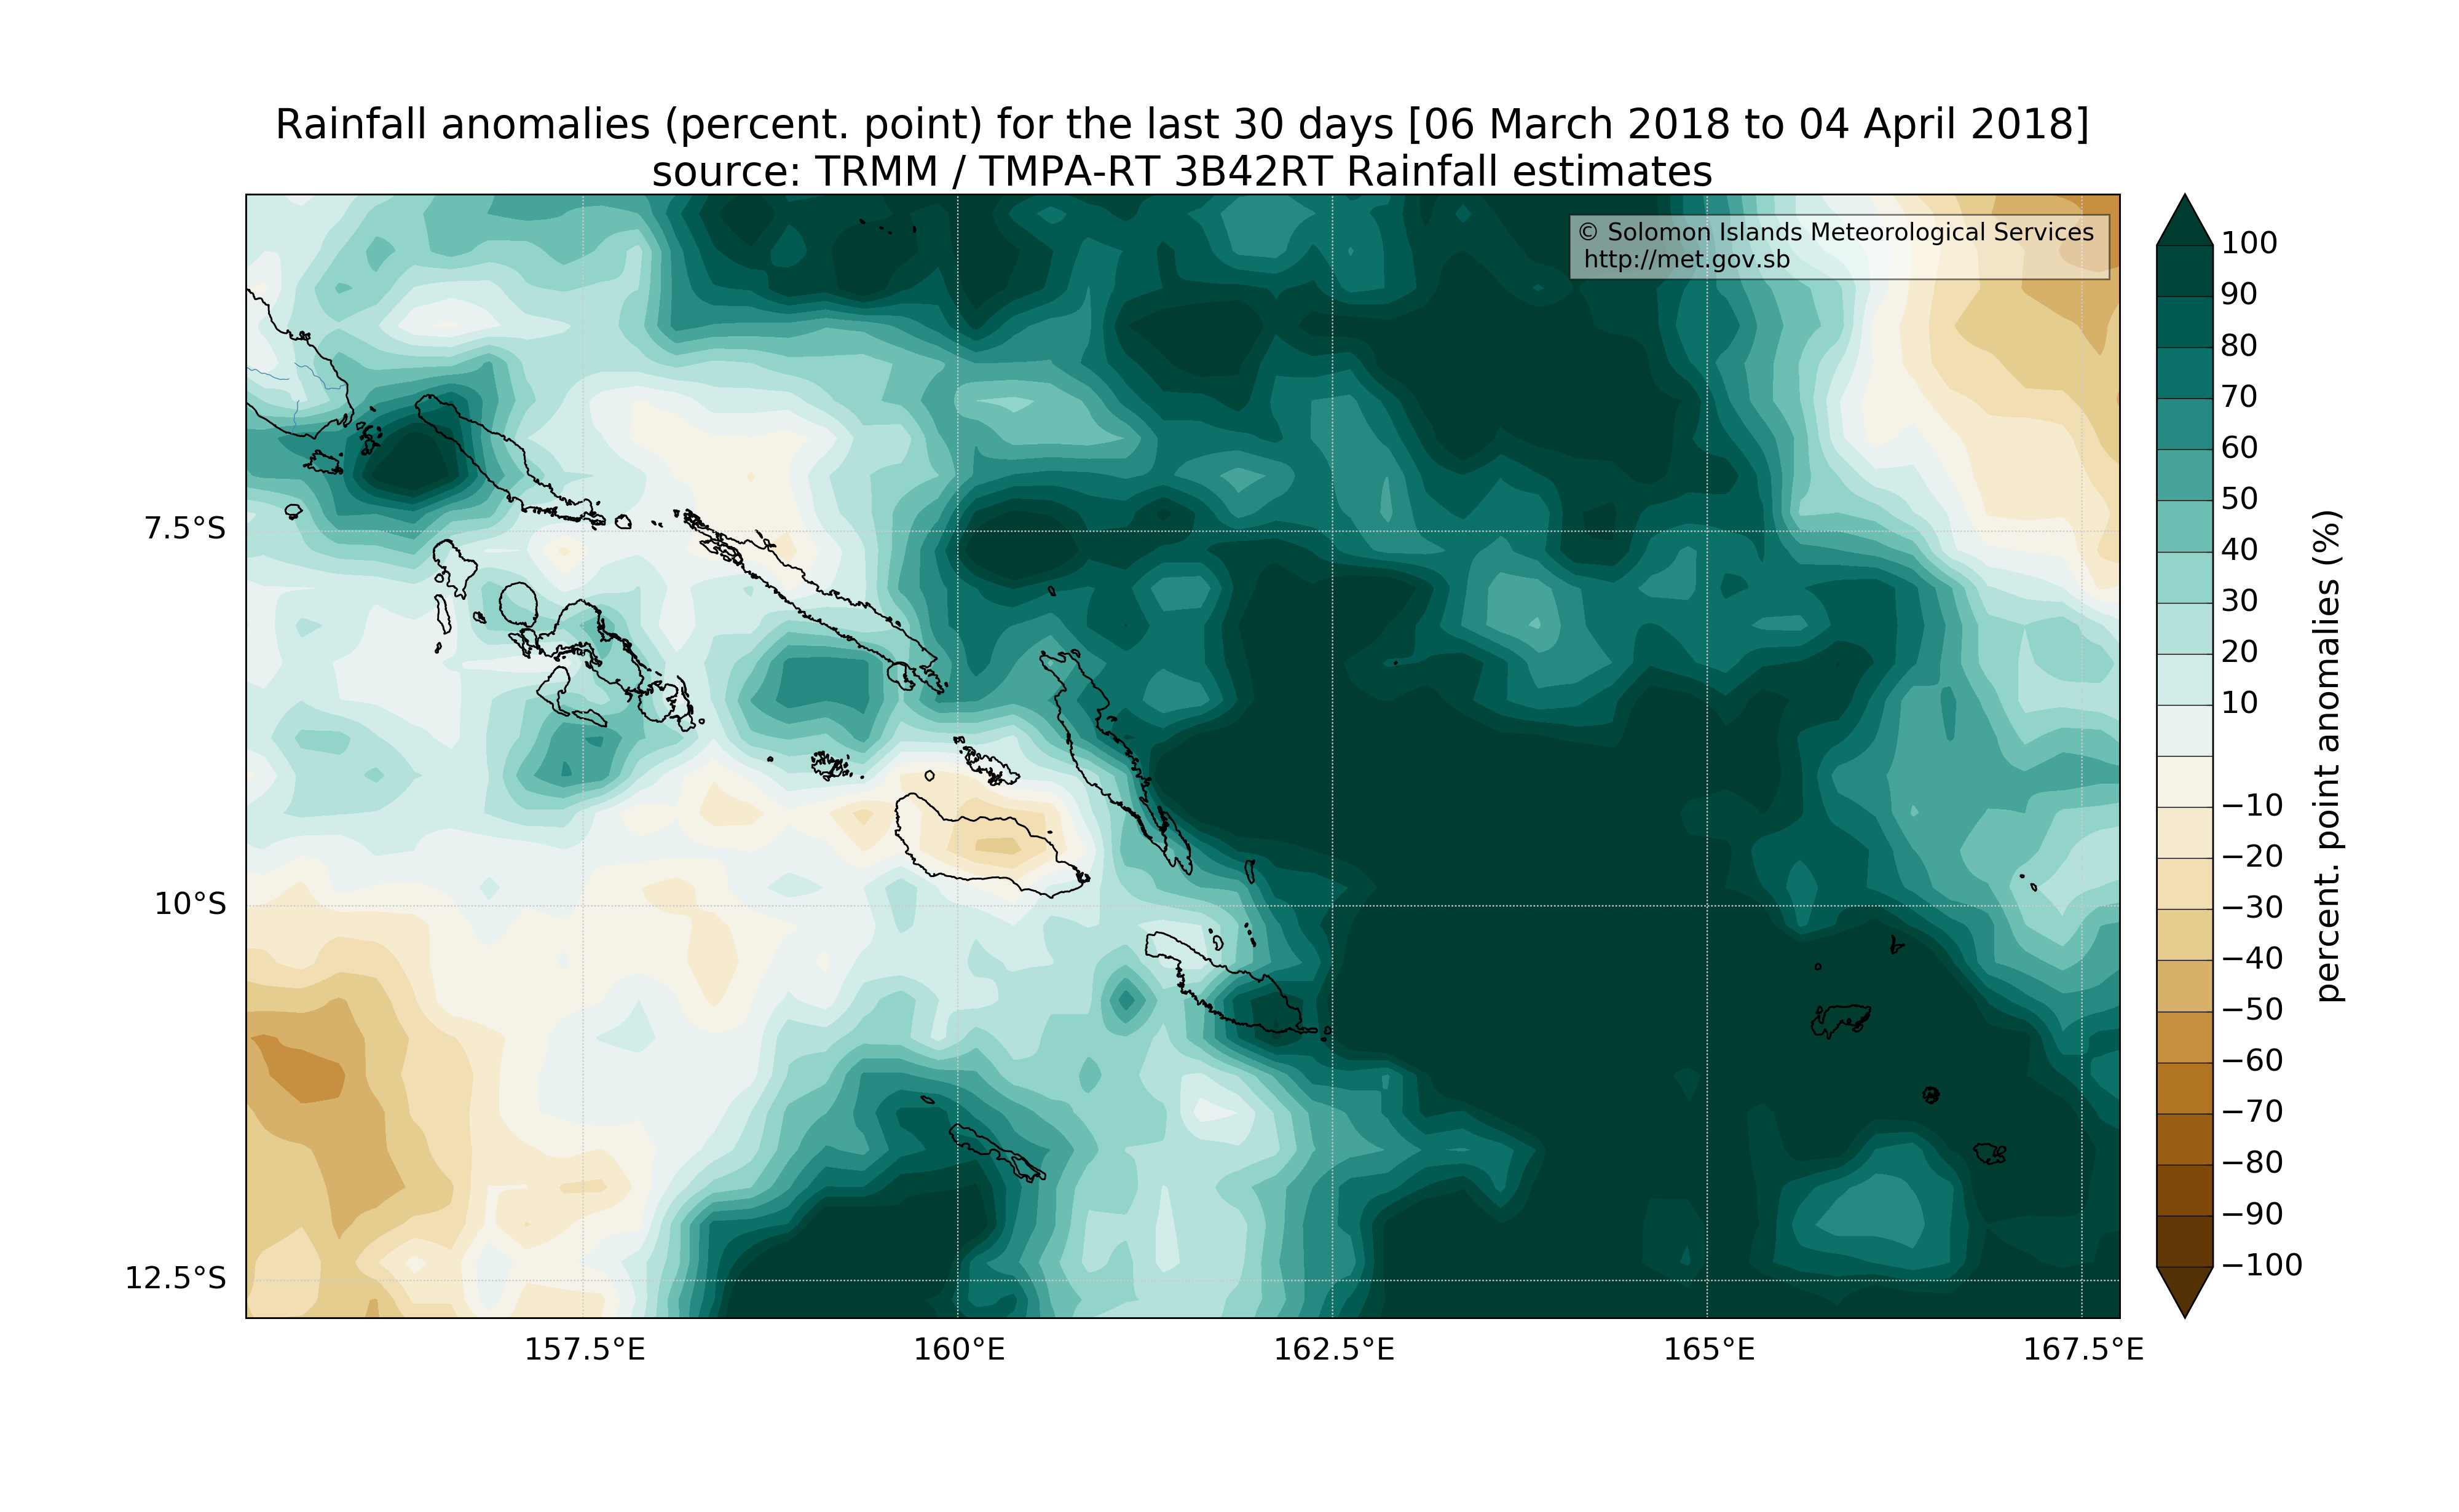 Rainfall anomalies (percent. point) for the last 30 days [06 March 2018 to 04 April 2018]
source: TRMM / TMPA-RT 3B42RT Rainfall estimates
© Solomon Islands Meteorological Services
http://met.gov.sb
7.5°S
10°S
12.5°S
157.5°E
160°E
162.5°E
165°E
167.5°E
100
90
80
70
60
50
40
30
20
10
−10
−20
−30
−40
−50
−60
−70
−80
−90
−100
percent. point anomalies (%)